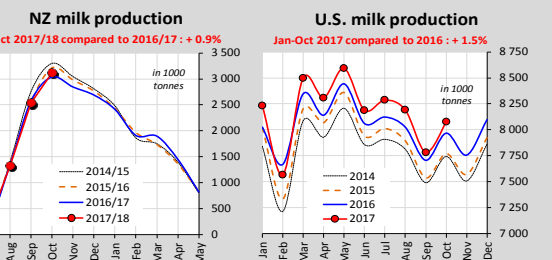 NZ milk production
ct 2017/18 compared to 2016/17 : + 0.9%
in 1000
tonnes
3 500
3 000
2 500
2 000
1 500
1 000
500
0
2014/15
2015/16
2016/17
2017/18
Aug
Sep
Oct
Nov
Dec
Jan
Feb
Mar
Apr
May
U.S. milk production
Jan-Oct 2017 compared to 2016 : + 1.5%
in 1000
tonnes
8 750
8 500
8 250
8 000
7 750
7 500
7 250
7 000
2014
2015
2016
2017
Jan
Feb
Mar
Apr
May
Jun
Jul
Aug
Sep
Oct
Nov
Dec